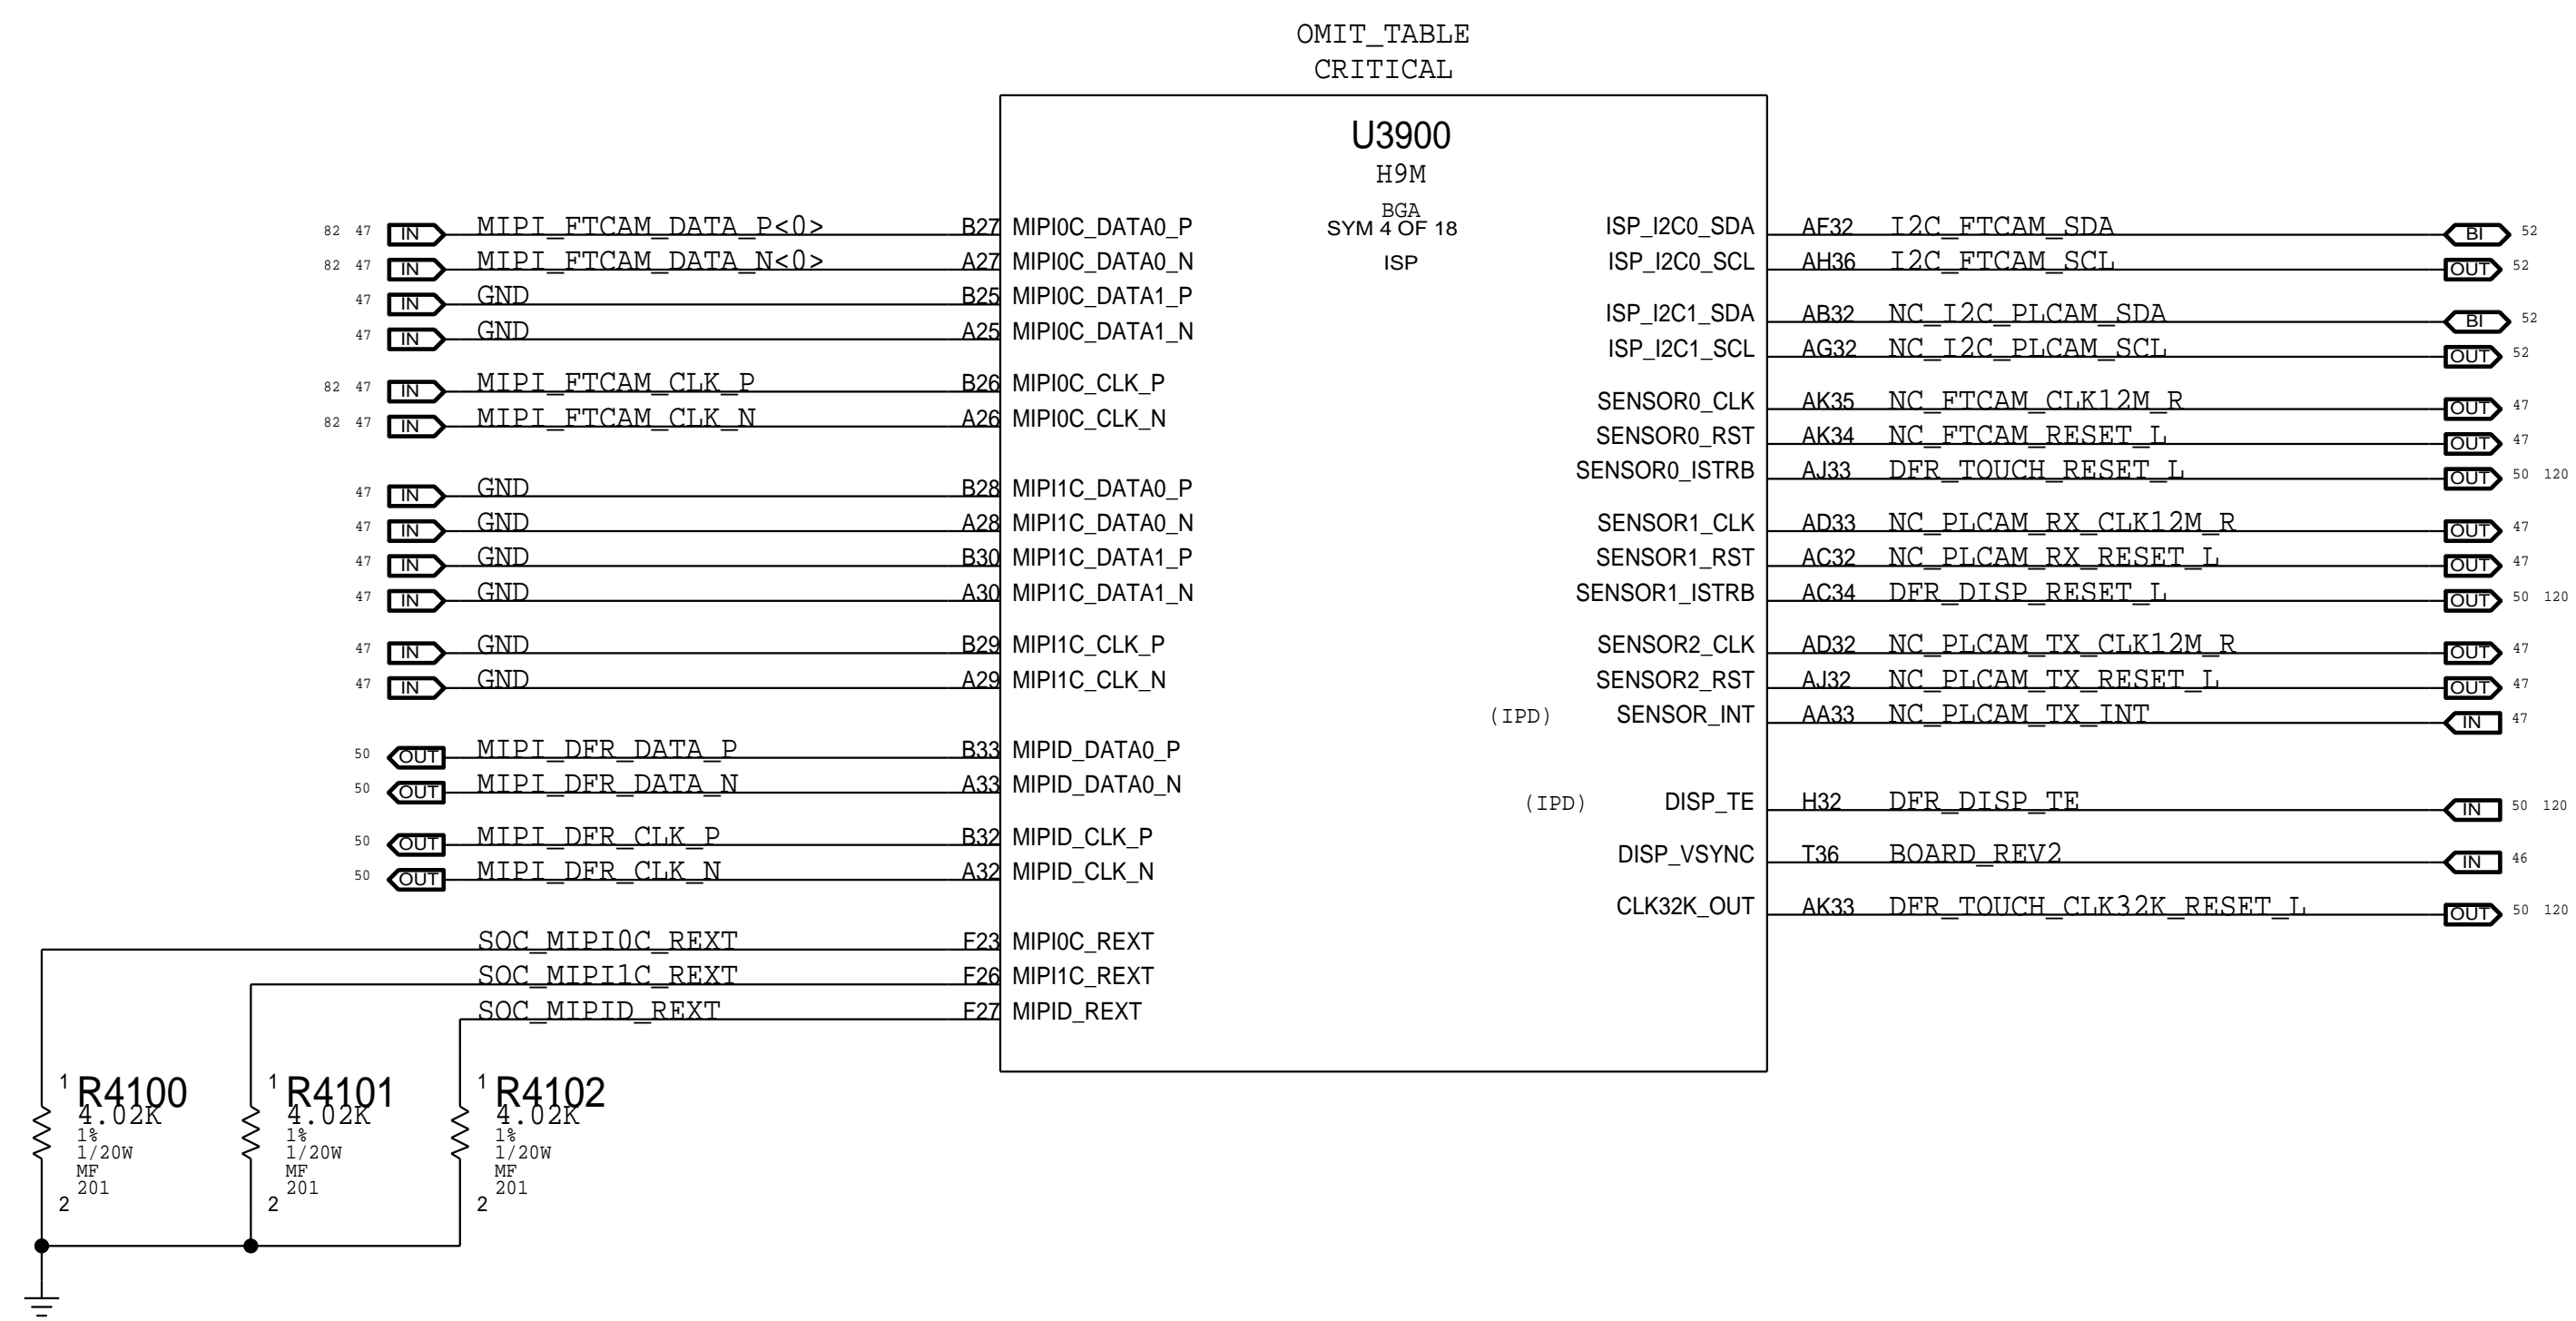 OMIT_TABLE
CRITICAL
U3900
H9M
BGA
SYM 4 OF 18
ISP
82 47 IN MIPI_FTCAM_DATA_P<0> B27 MIPI0C_DATA0_P
82 47 IN MIPI_FTCAM_DATA_N<0> A27 MIPI0C_DATA0_N
47 IN GND B25 MIPI0C_DATA1_P
47 IN GND A25 MIPI0C_DATA1_N
82 47 IN MIPI_FTCAM_CLK_P B26 MIPI0C_CLK_P
82 47 IN MIPI_FTCAM_CLK_N A26 MIPI0C_CLK_N
47 IN GND B28 MIPI1C_DATA0_P
47 IN GND A28 MIPI1C_DATA0_N
47 IN GND B30 MIPI1C_DATA1_P
47 IN GND A30 MIPI1C_DATA1_N
47 IN GND B29 MIPI1C_CLK_P
47 IN GND A29 MIPI1C_CLK_N
50 OUT MIPI_DFR_DATA_P B33 MIPID_DATA0_P
50 OUT MIPI_DFR_DATA_N A33 MIPID_DATA0_N
50 OUT MIPI_DFR_CLK_P B32 MIPID_CLK_P
50 OUT MIPI_DFR_CLK_N A32 MIPID_CLK_N
SOC_MIPI0C_REXT F23 MIPI0C_REXT
SOC_MIPI1C_REXT F26 MIPI1C_REXT
SOC_MIPID_REXT F27 MIPID_REXT
ISP_I2C0_SDA AF32 I2C_FTCAM_SDA BI 52
ISP_I2C0_SCL AH36 I2C_FTCAM_SCL OUT 52
ISP_I2C1_SDA AB32 NC_I2C_PLCAM_SDA BI 52
ISP_I2C1_SCL AG32 NC_I2C_PLCAM_SCL OUT 52
SENSOR0_CLK AK35 NC_FTCAM_CLK12M_R OUT 47
SENSOR0_RST AK34 NC_FTCAM_RESET_L OUT 47
SENSOR0_ISTRB AJ33 DFR_TOUCH_RESET_L OUT 50 120
SENSOR1_CLK AD33 NC_PLCAM_RX_CLK12M_R OUT 47
SENSOR1_RST AC32 NC_PLCAM_RX_RESET_L OUT 47
SENSOR1_ISTRB AC34 DFR_DISP_RESET_L OUT 50 120
SENSOR2_CLK AD32 NC_PLCAM_TX_CLK12M_R OUT 47
SENSOR2_RST AJ32 NC_PLCAM_TX_RESET_L OUT 47
(IPD) SENSOR_INT AA33 NC_PLCAM_TX_INT IN 47
(IPD) DISP_TE H32 DFR_DISP_TE IN 50 120
DISP_VSYNC T36 BOARD_REV2 IN 46
CLK32K_OUT AK33 DFR_TOUCH_CLK32K_RESET_L OUT 50 120
1 R4100
4.02K
1%
1/20W
MF
201
2
1 R4101
4.02K
1%
1/20W
MF
201
2
1 R4102
4.02K
1%
1/20W
MF
201
2